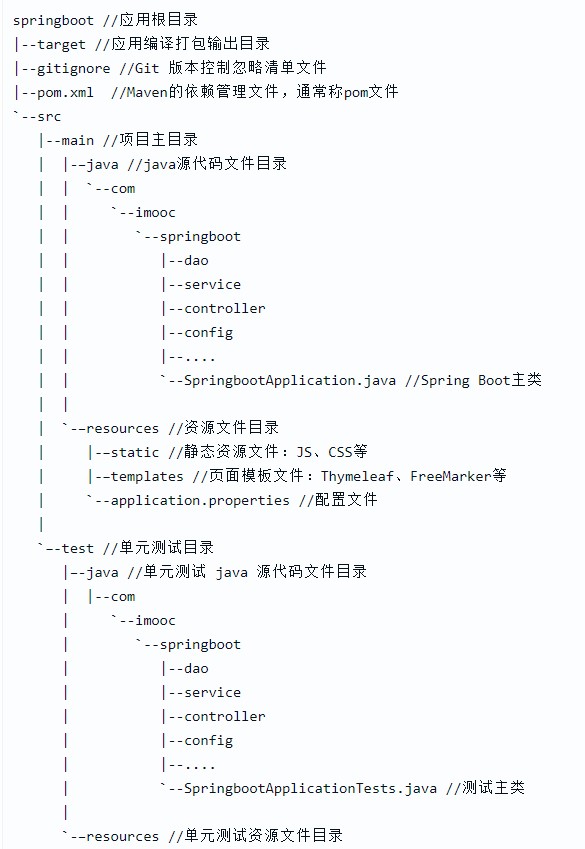 springboot //应用根目录
|--target //应用编译打包输出目录
|--gitignore //Git 版本控制忽略清单文件
|--pom.xml  //Maven的依赖管理文件，通常称pom文件
`--src
   |--main //项目主目录
   |  |--java //java源代码文件目录
   |  |  `--com
   |  |     `--imooc
   |  |        `--springboot
   |  |           |--dao
   |  |           |--service
   |  |           |--controller
   |  |           |--config
   |  |           |--....
   |  |           `--SpringbootApplication.java //Spring Boot主类
   |  |
   |  `--resources //资源文件目录
   |     |--static //静态资源文件：JS、CSS等
   |     |--templates //页面模板文件：Thymeleaf、FreeMarker等
   |     `--application.properties //配置文件
   |
   `--test //单元测试目录
      |--java //单元测试 java 源代码文件目录
      |  |--com
      |     `--imooc
      |        `--springboot
      |           |--dao
      |           |--service
      |           |--controller
      |           |--config
      |           |--....
      |           `--SpringbootApplicationTests.java //测试主类
      |
      `--resources //单元测试资源文件目录